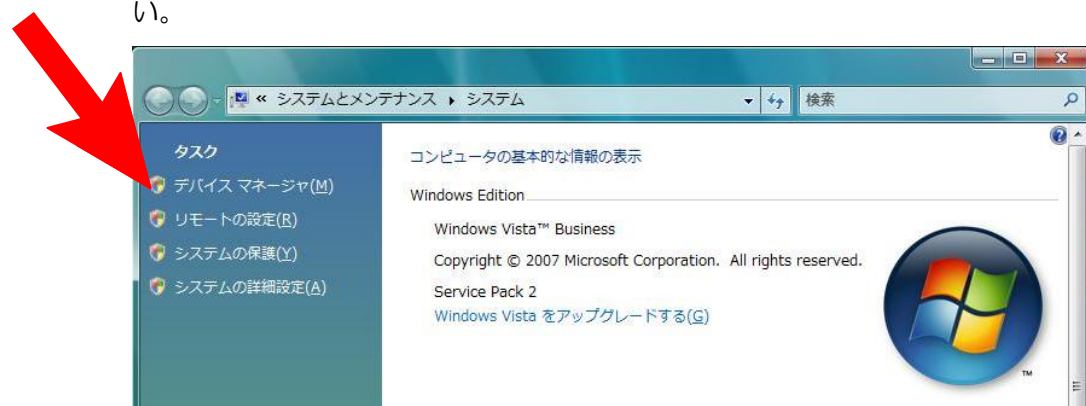 い。
« システムとメンテナンス ▸ システム
検索
タスク
デバイス マネージャ(M)
リモートの設定(R)
システムの保護(Y)
システムの詳細設定(A)
コンピュータの基本的な情報の表示
Windows Edition
Windows Vista™ Business
Copyright © 2007 Microsoft Corporation. All rights reserved.
Service Pack 2
Windows Vista をアップグレードする(G)
TM